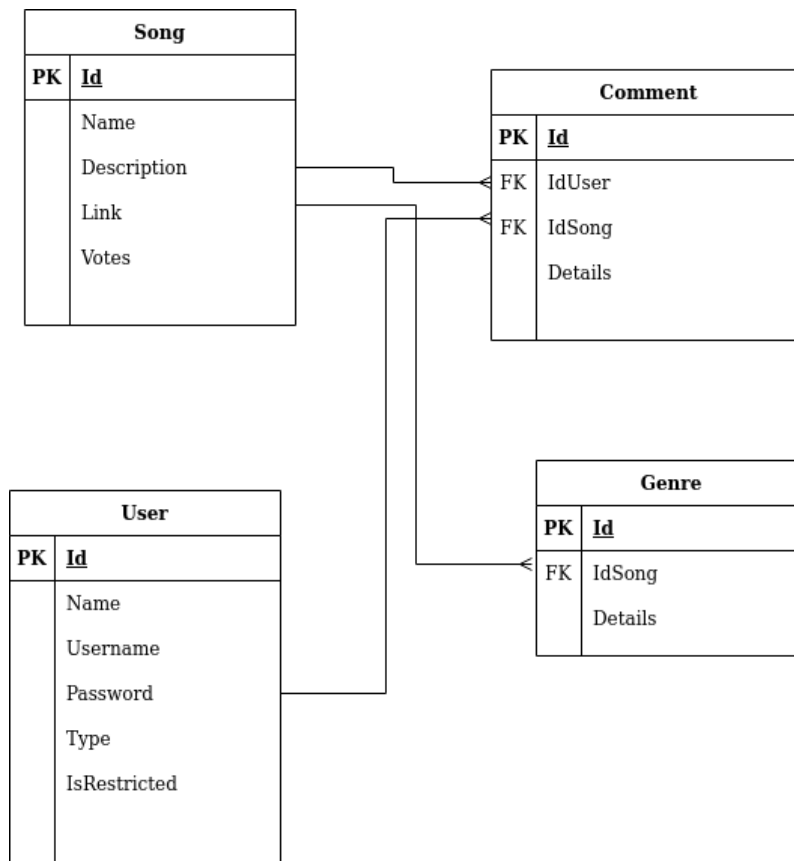 Song
PK Id
Name
Description
Link
Votes
Comment
PK Id
FK IdUser
FK IdSong
Details
User
PK Id
Name
Username
Password
Type
IsRestricted
Genre
PK Id
FK IdSong
Details